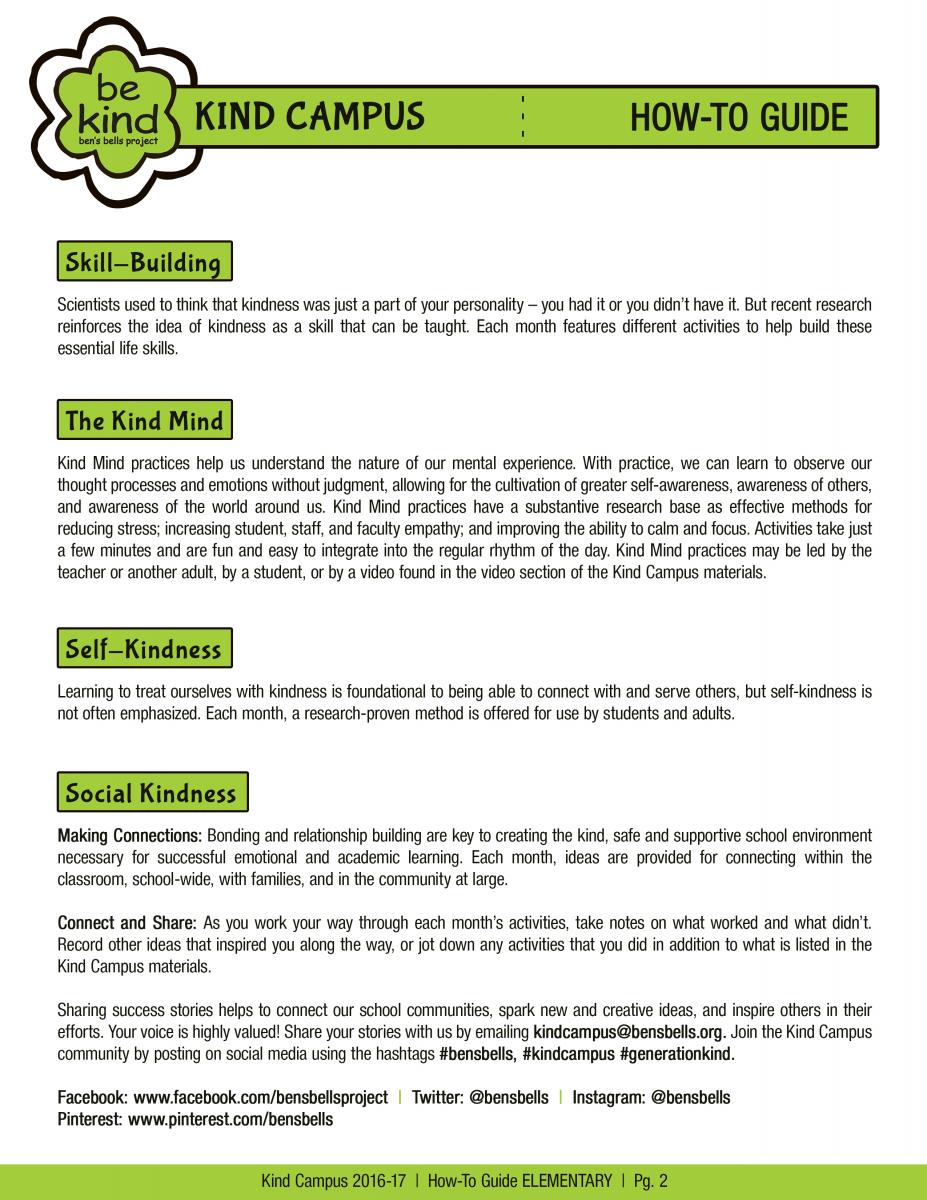 be
kind
ben's bells project
KIND CAMPUS
HOW-TO GUIDE
Skill–Building
Scientists used to think that kindness was just a part of your personality – you had it or you didn't have it. But recent research
reinforces the idea of kindness as a skill that can be taught. Each month features different activities to help build these
essential life skills.
The Kind Mind
Kind Mind practices help us understand the nature of our mental experience. With practice, we can learn to observe our
thought processes and emotions without judgment, allowing for the cultivation of greater self-awareness, awareness of others,
and awareness of the world around us. Kind Mind practices have a substantive research base as effective methods for
reducing stress; increasing student, staff, and faculty empathy; and improving the ability to calm and focus. Activities take just
a few minutes and are fun and easy to integrate into the regular rhythm of the day. Kind Mind practices may be led by the
teacher or another adult, by a student, or by a video found in the video section of the Kind Campus materials.
Self–Kindness
Learning to treat ourselves with kindness is foundational to being able to connect with and serve others, but self-kindness is
not often emphasized. Each month, a research-proven method is offered for use by students and adults.
Social Kindness
Making Connections: Bonding and relationship building are key to creating the kind, safe and supportive school environment
necessary for successful emotional and academic learning. Each month, ideas are provided for connecting within the
classroom, school-wide, with families, and in the community at large.
Connect and Share: As you work your way through each month's activities, take notes on what worked and what didn't.
Record other ideas that inspired you along the way, or jot down any activities that you did in addition to what is listed in the
Kind Campus materials.
Sharing success stories helps to connect our school communities, spark new and creative ideas, and inspire others in their
efforts. Your voice is highly valued! Share your stories with us by emailing kindcampus@bensbells.org. Join the Kind Campus
community by posting on social media using the hashtags #bensbells, #kindcampus #generationkind.
Facebook: www.facebook.com/bensbellsproject | Twitter: @bensbells | Instagram: @bensbells
Pinterest: www.pinterest.com/bensbells
Kind Campus 2016-17 | How-To Guide ELEMENTARY | Pg. 2